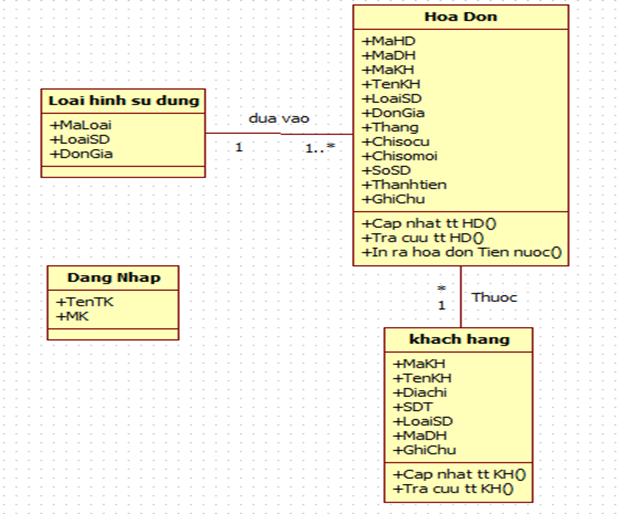 Hoa Don
+MaHD
+MaDH
+MaKH
+TenKH
+LoaiSD
+DonGia
+Thang
+Chisocu
+Chisomoi
+SoSD
+Thanhtien
+GhiChu
+Cap nhat tt HD()
+Tra cuu tt HD()
+In ra hoa don Tien nuoc()
Loai hinh su dung
+MaLoai
+LoaiSD
+DonGia
dua vao
1
1..*
Dang Nhap
+TenTK
+MK
*
1
Thuoc
khach hang
+MaKH
+TenKH
+Diachi
+SDT
+LoaiSD
+MaDH
+GhiChu
+Cap nhat tt KH()
+Tra cuu tt KH()